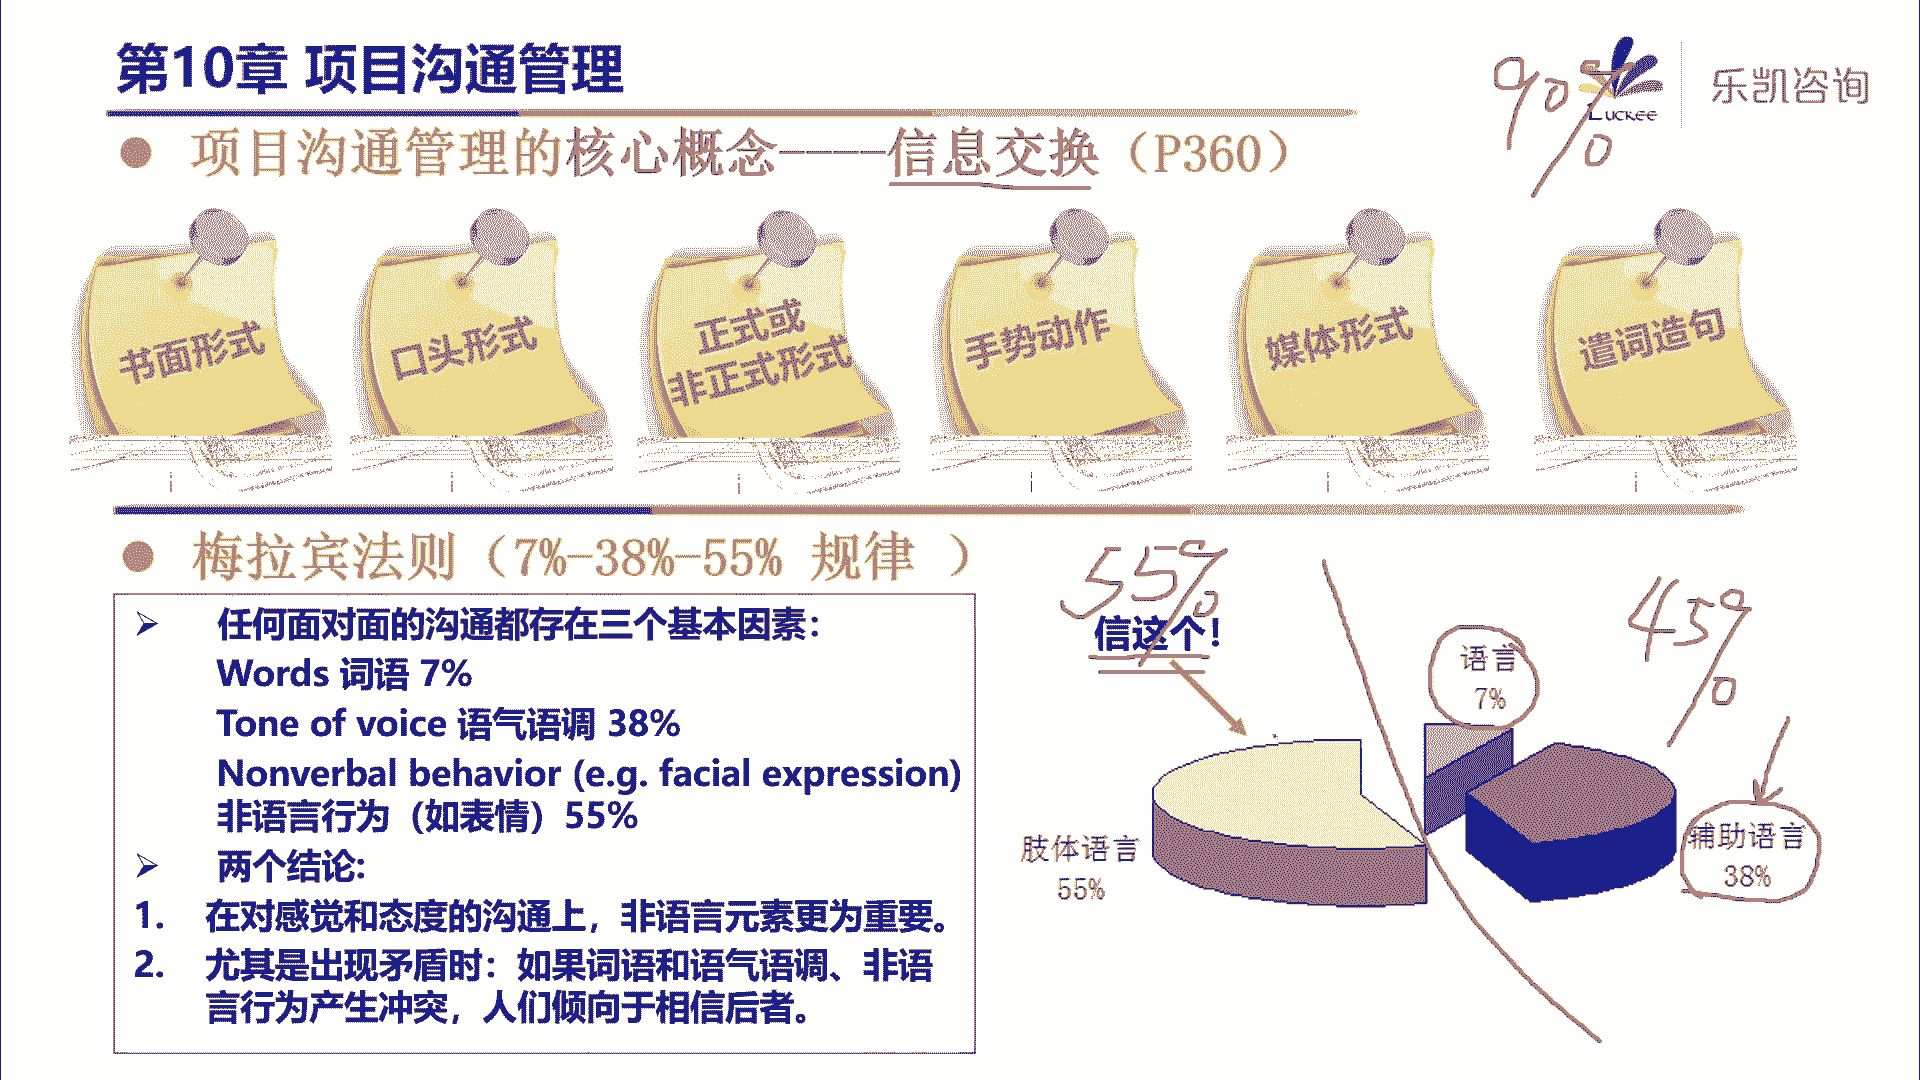 第10章 项目沟通管理
90%
LUCKEE
乐凯咨询
● 项目沟通管理的核心概念----信息交换（P360）
书面形式
口头形式
正式或
非正式形式
手势动作
媒体形式
遣词造句
● 梅拉宾法则（7%-38%-55% 规律 ）
➢ 任何面对面的沟通都存在三个基本因素：
Words 词语 7%
Tone of voice 语气语调 38%
Nonverbal behavior (e.g. facial expression)
非语言行为（如表情）55%
➢ 两个结论:
1. 在对感觉和态度的沟通上，非语言元素更为重要。
2. 尤其是出现矛盾时：如果词语和语气语调、非语
言行为产生冲突，人们倾向于相信后者。
55%
信这个！
45%
语言
7%
肢体语言
55%
辅助语言
38%